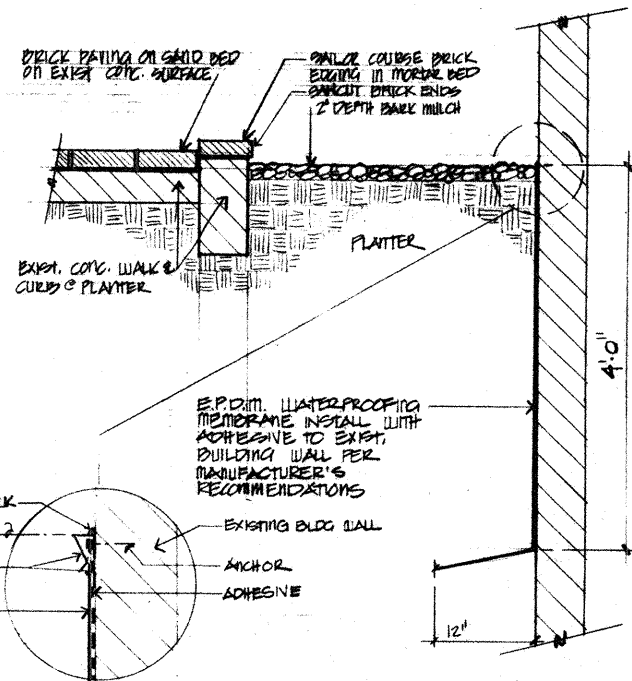 BRICK PAVING ON SAND BED
ON EXIST. CONC. SURFACE
SAILOR COURSE BRICK
EDGING IN MORTAR BED
SAWCUT BRICK ENDS
2" DEPTH BARK MULCH
PLANTER
EXIST. CONC. WALK &
CURB @ PLANTER
4'0"
E.P.D.M. WATERPROOFING
MEMBRANE INSTALL WITH
ADHESIVE TO EXIST.
BUILDING WALL PER
MANUFACTURER'S
RECOMMENDATIONS
EXISTING BLDG WALL
ANCHOR
ADHESIVE
12"